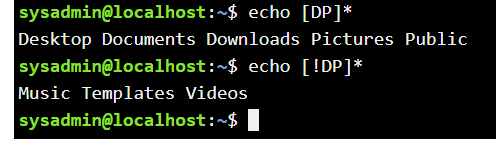 sysadmin@localhost:~$ echo [DP]*
Desktop Documents Downloads Pictures Public
sysadmin@localhost:~$ echo [!DP]*
Music Templates Videos
sysadmin@localhost:~$